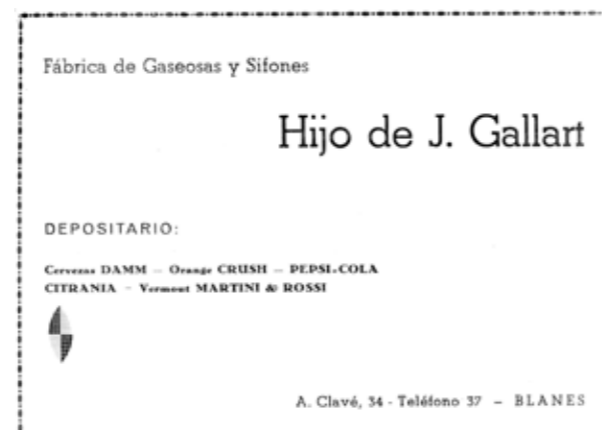 Fábrica de Gaseosas y Sifones
Hijo de J. Gallart
DEPOSITARIO:
Cervezas DAMM – Orange CRUSH – PEPSI-COLA
CITRANIA – Vermout MARTINI & ROSSI
A. Clavé, 34 - Teléfono 37 – BLANES